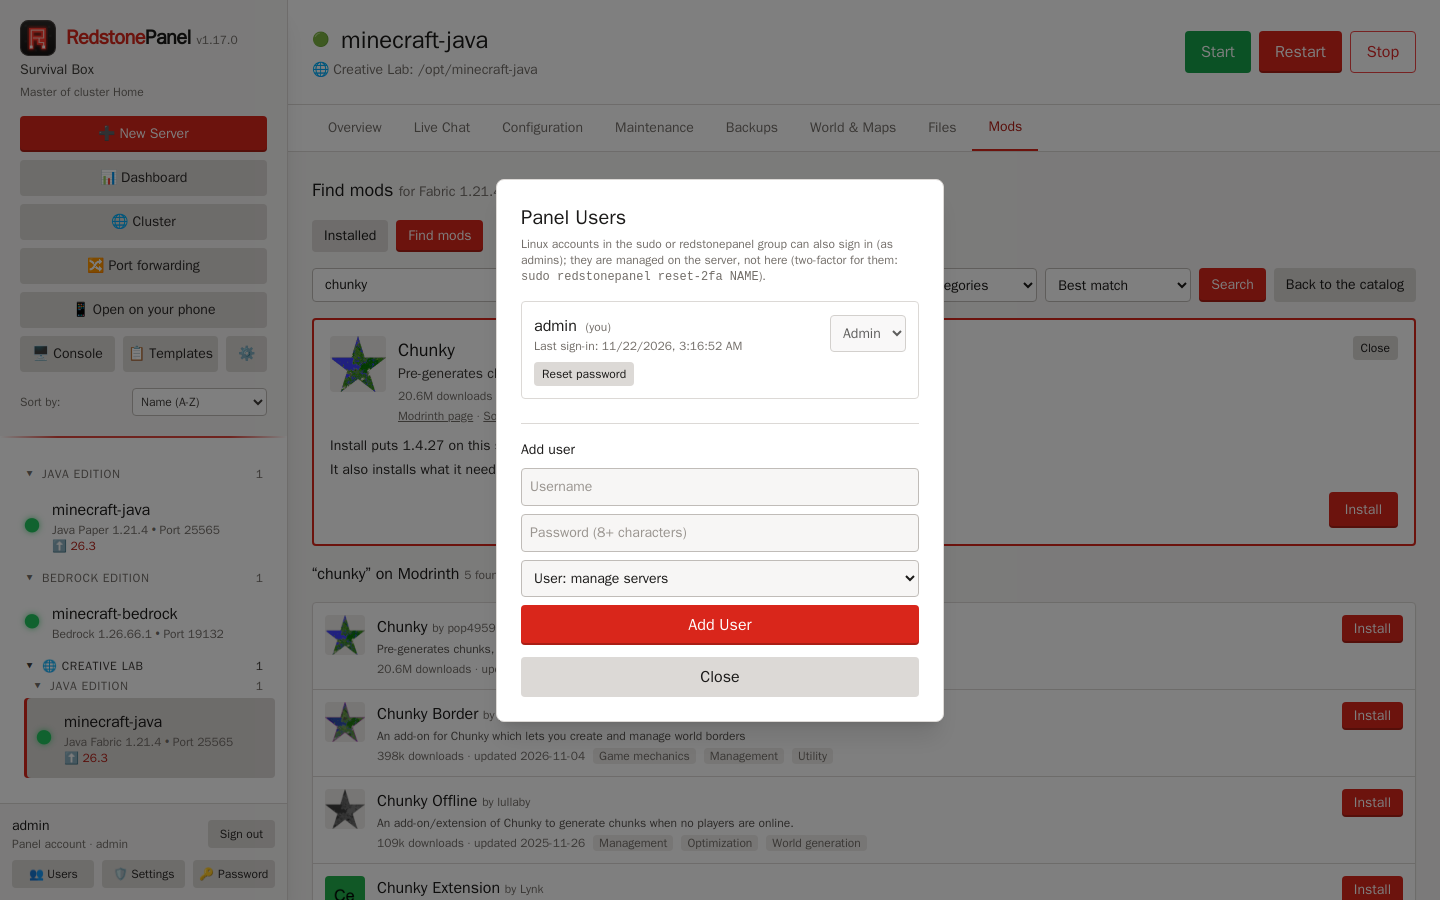 RedstonePanel v1.17.0
Survival Box
Master of cluster Home
➕ New Server
📊 Dashboard
🌐 Cluster
🔀 Port forwarding
📱 Open on your phone
🖥️ Console
📋 Templates
Sort by:
Name (A-Z)
▼ JAVA EDITION 1
minecraft-java
Java Paper 1.21.4 • Port 25565
⬆️ 26.3
▼ BEDROCK EDITION 1
minecraft-bedrock
Bedrock 1.26.66.1 • Port 19132
▼ 🌐 CREATIVE LAB 1
▼ JAVA EDITION 1
minecraft-java
Java Fabric 1.21.4 • Port 25565
⬆️ 26.3
admin
Panel account · admin
Sign out
👥 Users
🛡️ Settings
🔑 Password
minecraft-java
🌐 Creative Lab: /opt/minecraft-java
Start
Restart
Stop
Overview
Live Chat
Configuration
Maintenance
Backups
World & Maps
Files
Mods
Find mods for Fabric 1.21.4
Installed
Find mods
chunky
Best match
Search
Back to the catalog
Chunky
Close
Pre-generates
20.6M downloads
Modrinth page ·
Install puts 1.4.27 on this
It also installs what it
Install
“chunky” on Modrinth 5
Chunky by pop4959
Pre-generates chunks,
20.6M downloads ·
Install
Chunky Border by
An add-on for Chunky which lets you create and manage world borders
398k downloads · updated 2026-11-04 Game mechanics Management Utility
Install
Chunky Offline by lullaby
An add-on/extension of Chunky to generate chunks when no players are online.
109k downloads · updated 2025-11-26 Management Optimization World generation
Install
Ce
Chunky Extension by Lynk
Install
Panel Users
Linux accounts in the sudo or redstonepanel group can also sign in (as
admins); they are managed on the server, not here (two-factor for them:
sudo redstonepanel reset-2fa NAME).
admin (you)
Last sign-in: 11/22/2026, 3:16:52 AM
Admin
Reset password
Add user
Username
Password (8+ characters)
User: manage servers
Add User
Close